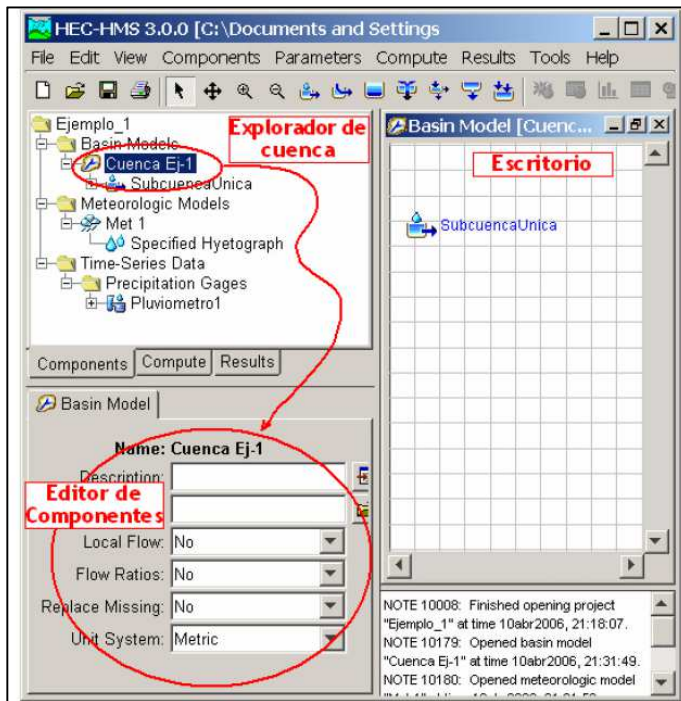 HEC-HMS 3.0.0 [C:\Documents and Settings
File Edit View Components Parameters Compute Results Tools Help
Ejemplo_1
Basin Models
Cuenca Ej-1
SubcuencaUnica
Meteorologic Models
Met 1
Specified Hyetograph
Time-Series Data
Precipitation Gages
Pluviometro1
Explorador de
cuenca
Components Compute Results
Basin Model [Cuenc...
Escritorio
SubcuencaUnica
Basin Model
Name: Cuenca Ej-1
Description:
Editor de
Componentes
Local Flow: No
Flow Ratios: No
Replace Missing: No
Unit System: Metric
NOTE 10008: Finished opening project
"Ejemplo_1" at time 10abr2006, 21:18:07.
NOTE 10179: Opened basin model
"Cuenca Ej-1" at time 10abr2006, 21:31:49.
NOTE 10180: Opened meteorologic model